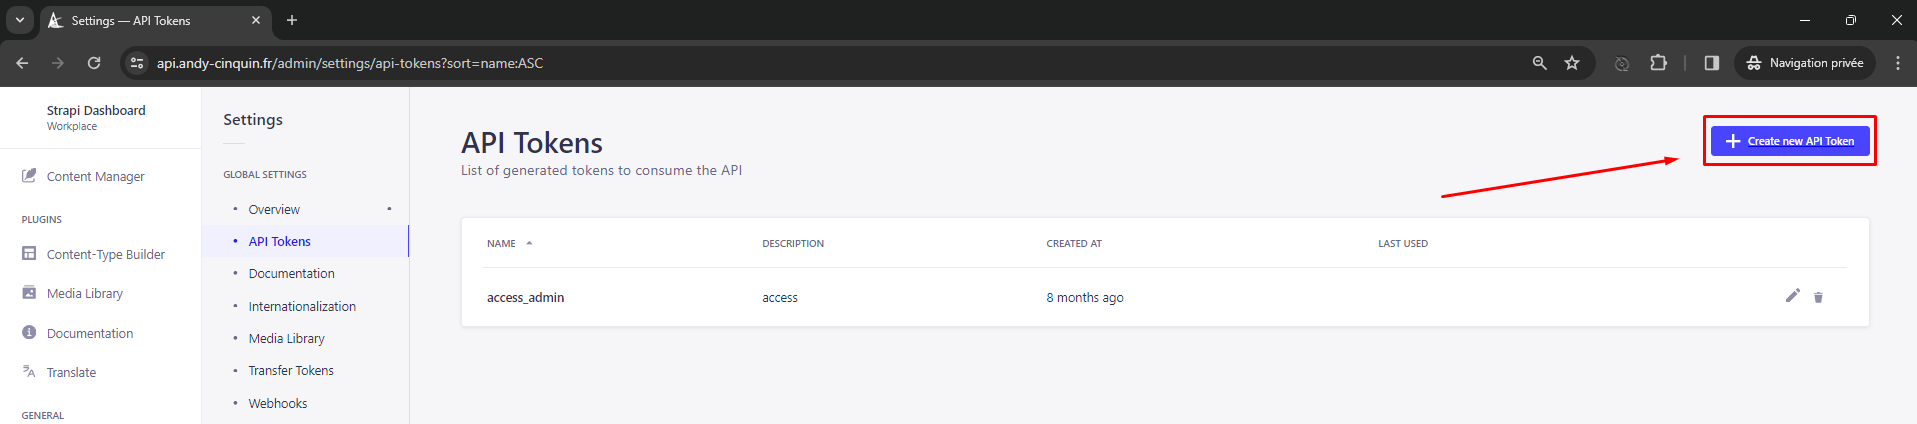 Settings — API Tokens
api.andy-cinquin.fr/admin/settings/api-tokens?sort=name:ASC
Navigation privée
Strapi Dashboard
Workplace
Content Manager
PLUGINS
Content-Type Builder
Media Library
Documentation
Translate
GENERAL
Settings
GLOBAL SETTINGS
Overview
API Tokens
Documentation
Internationalization
Media Library
Transfer Tokens
Webhooks
API Tokens
List of generated tokens to consume the API
Create new API Token
NAME DESCRIPTION CREATED AT LAST USED
access_admin access 8 months ago